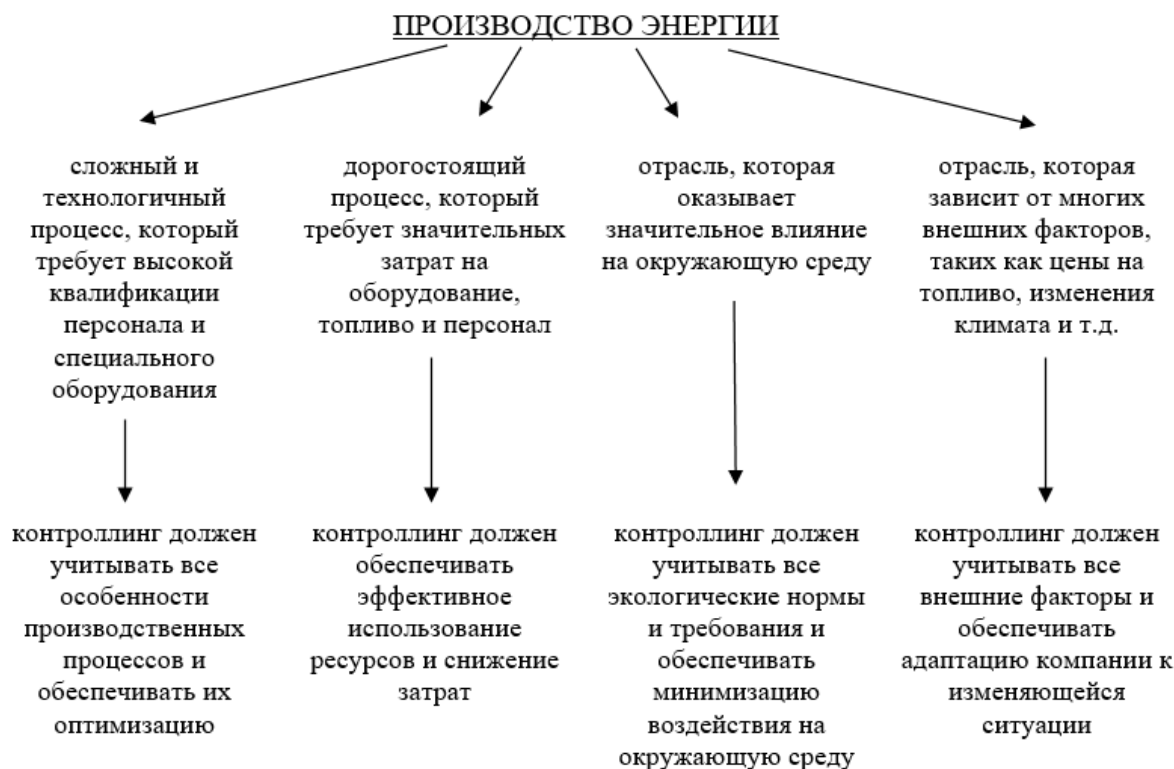 ПРОИЗВОДСТВО ЭНЕРГИИ
сложный и
технологичный
процесс, который
требует высокой
квалификации
персонала и
специального
оборудования
дорогостоящий
процесс, который
требует значительных
затрат на
оборудование,
топливо и персонал
отрасль, которая
оказывает
значительное влияние
на окружающую среду
отрасль, которая
зависит от многих
внешних факторов,
таких как цены на
топливо, изменения
климата и т.д.
контроллинг должен
учитывать все
особенности
производственных
процессов и
обеспечивать их
оптимизацию
контроллинг должен
обеспечивать
эффективное
использование
ресурсов и снижение
затрат
контроллинг должен
учитывать все
экологические нормы
и требования и
обеспечивать
минимизацию
воздействия на
окружающую среду
контроллинг должен
учитывать все
внешние факторы и
обеспечивать
адаптацию компании к
изменяющейся
ситуации